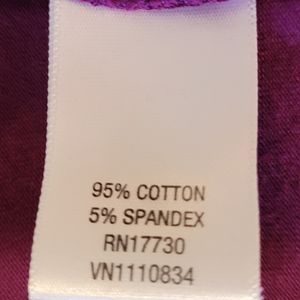 95% COTTON
5% SPANDEX
RN17730
VN1110834